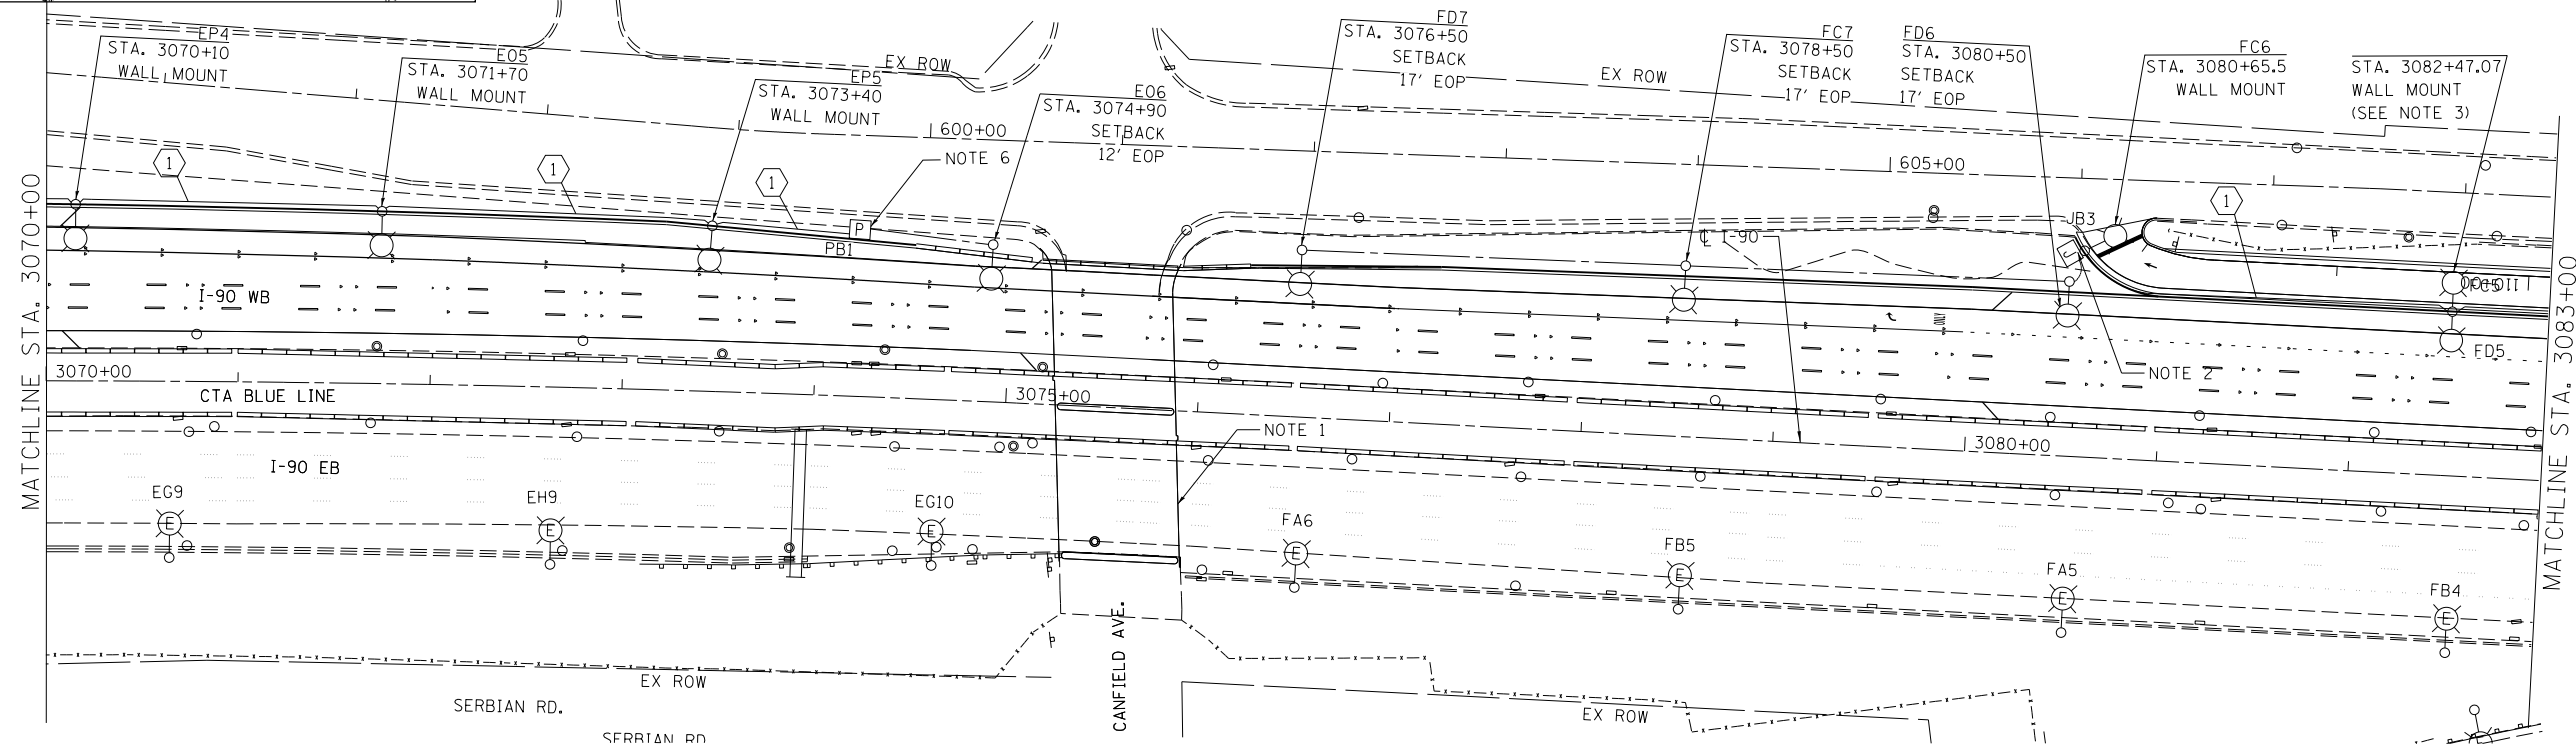 EP4
STA. 3070+10
WALL MOUNT
EO5
STA. 3071+70
WALL MOUNT
EP5
STA. 3073+40
WALL MOUNT
EX ROW
EO6
STA. 3074+90
SETBACK
12' EOP
FD7
STA. 3076+50
SETBACK
17' EOP
EX ROW
FC7
STA. 3078+50
SETBACK
17' EOP
FD6
STA. 3080+50
SETBACK
17' EOP
FC6
STA. 3080+65.5
WALL MOUNT
STA. 3082+47.07
WALL MOUNT
(SEE NOTE 3)
600+00
605+00
NOTE 6
1
1
1
1
P
PB1
JB3
J
℄ I-90
110+00
FC5
FD5
NOTE 2
I-90 WB
3070+00
CTA BLUE LINE
3075+00
3080+00
NOTE 1
I-90 EB
EG9
E
EH9
E
EG10
E
FA6
E
FB5
E
FA5
E
FB4
E
MATCHLINE STA. 3070+00
MATCHLINE STA. 3083+00
CANFIELD AVE.
EX ROW
EX ROW
SERBIAN RD.
SERBIAN RD